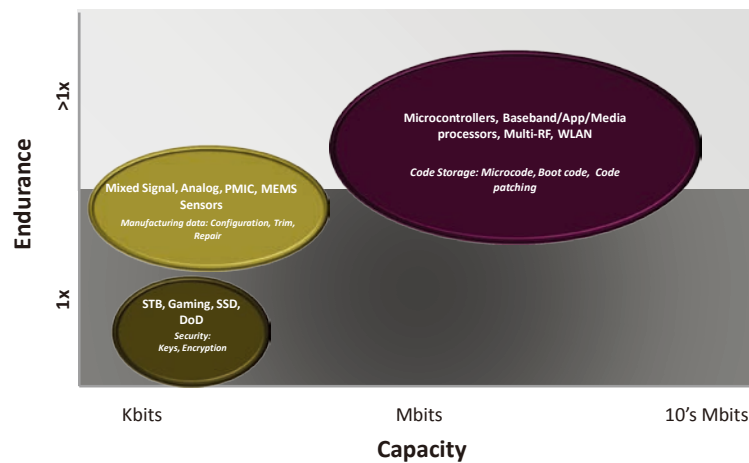 Endurance
>1x
1x
Microcontrollers, Baseband/App/Media
processors, Multi-RF, WLAN
Code Storage: Microcode, Boot code, Code
patching
Mixed Signal, Analog, PMIC, MEMS
Sensors
Manufacturing data: Configuration, Trim,
Repair
STB, Gaming, SSD,
DoD
Security:
Keys, Encryption
Kbits
Mbits
10's Mbits
Capacity